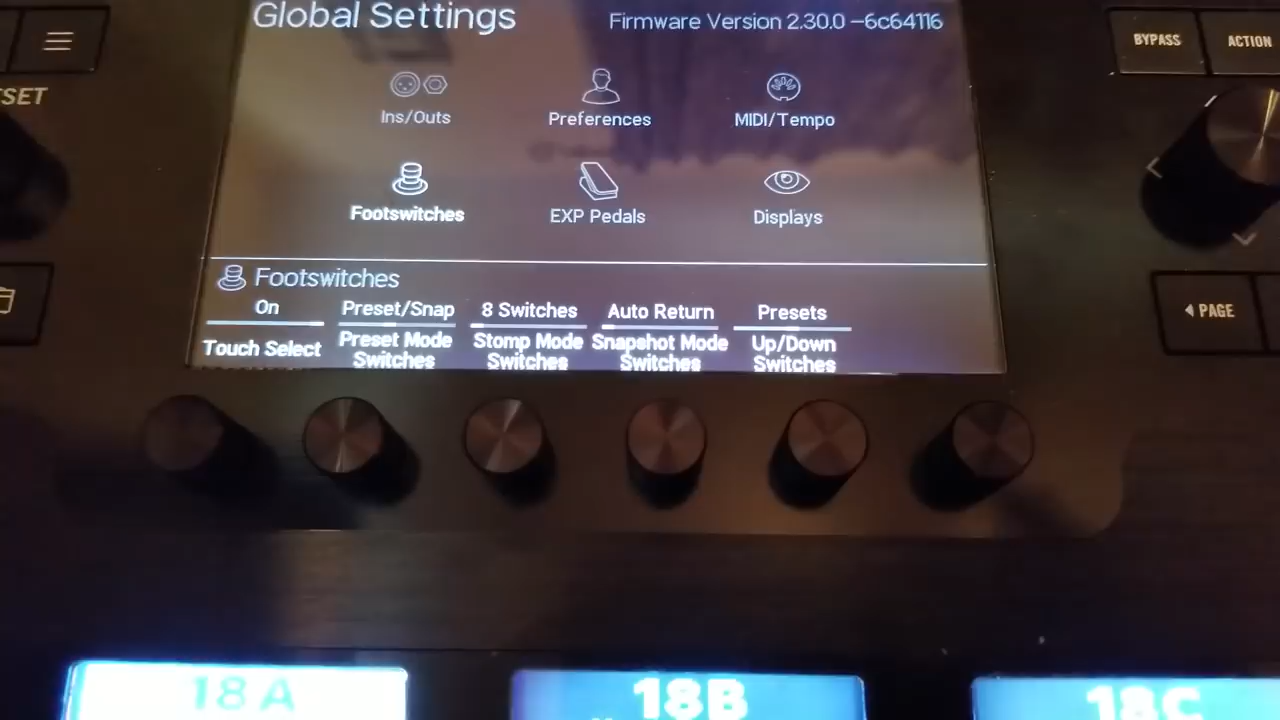 Global Settings
Firmware Version 2.30.0 -6c64116
BYPASS
ACTION
Ins/Outs
Preferences
MIDI/Tempo
Footswitches
EXP Pedals
Displays
Footswitches
On
Preset/Snap
8 Switches
Auto Return
Presets
Touch Select
Preset Mode
Switches
Stomp Mode
Switches
Snapshot Mode
Switches
Up/Down
Switches
PAGE
18A
18B
18C